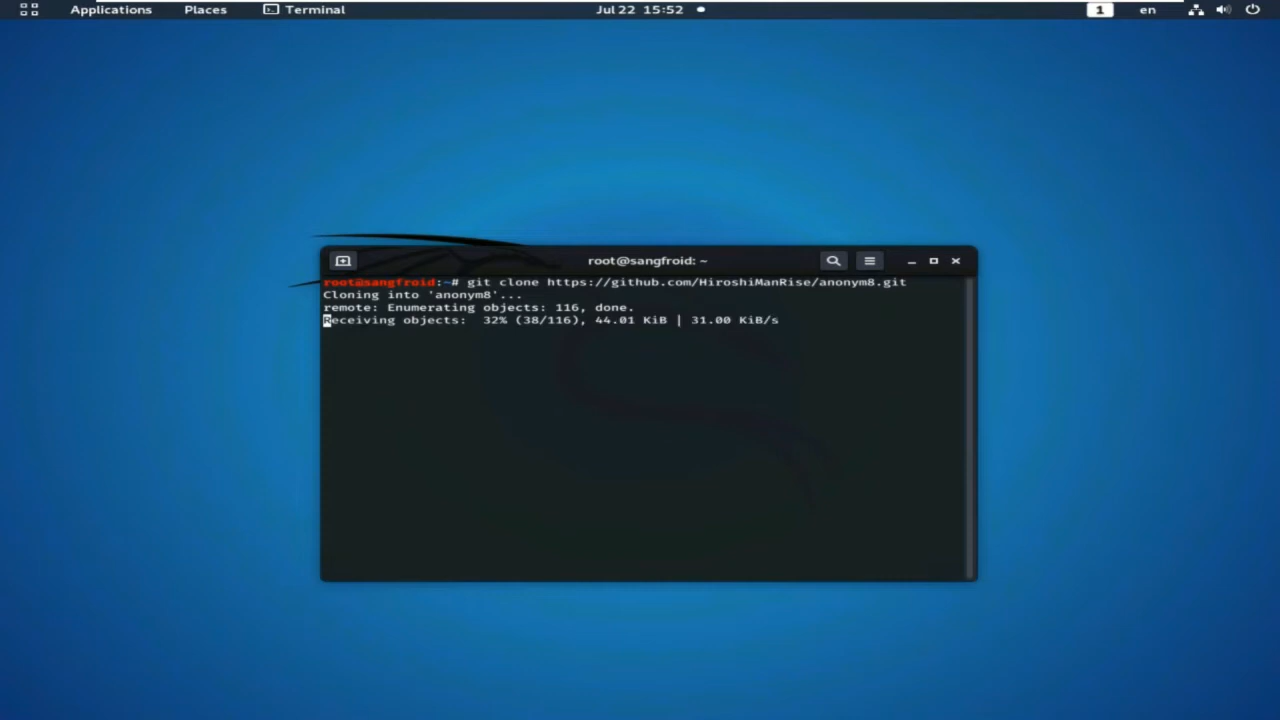 Applications Places Terminal Jul 22 15:52 1 en
root@sangfroid: ~
root@sangfroid:~# git clone https://github.com/HiroshiManRise/anonym8.git
Cloning into 'anonym8'...
remote: Enumerating objects: 116, done.
Receiving objects:  32% (38/116), 44.01 KiB | 31.00 KiB/s